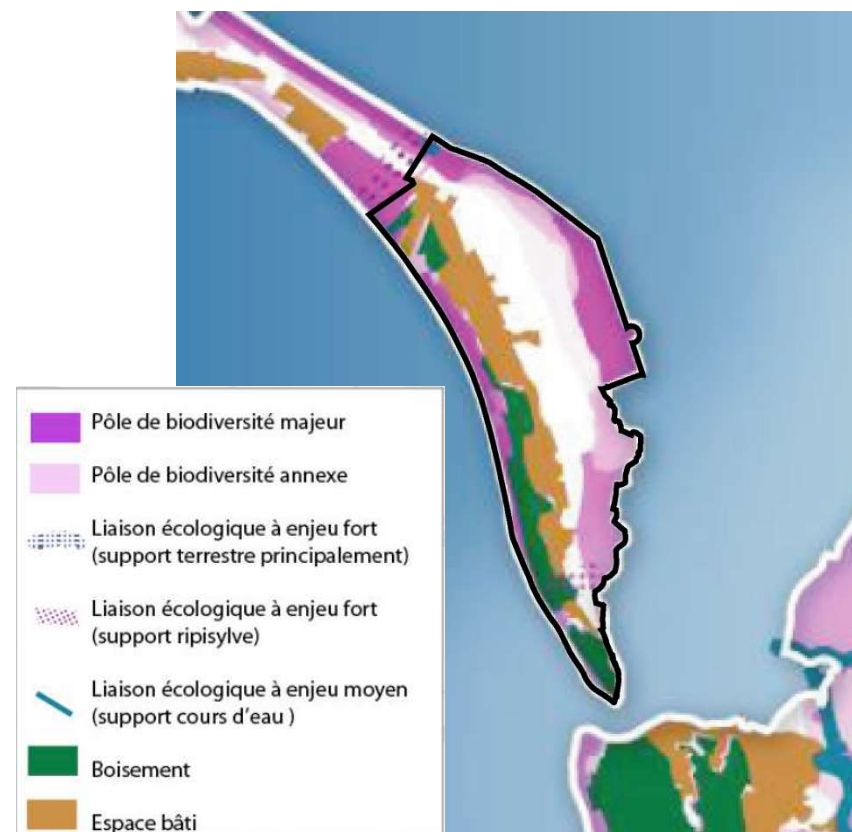 Pôle de biodiversité majeur
Pôle de biodiversité annexe
Liaison écologique à enjeu fort
(support terrestre principalement)
Liaison écologique à enjeu fort
(support ripisylve)
Liaison écologique à enjeu moyen
(support cours d'eau )
Boisement
Espace bâti